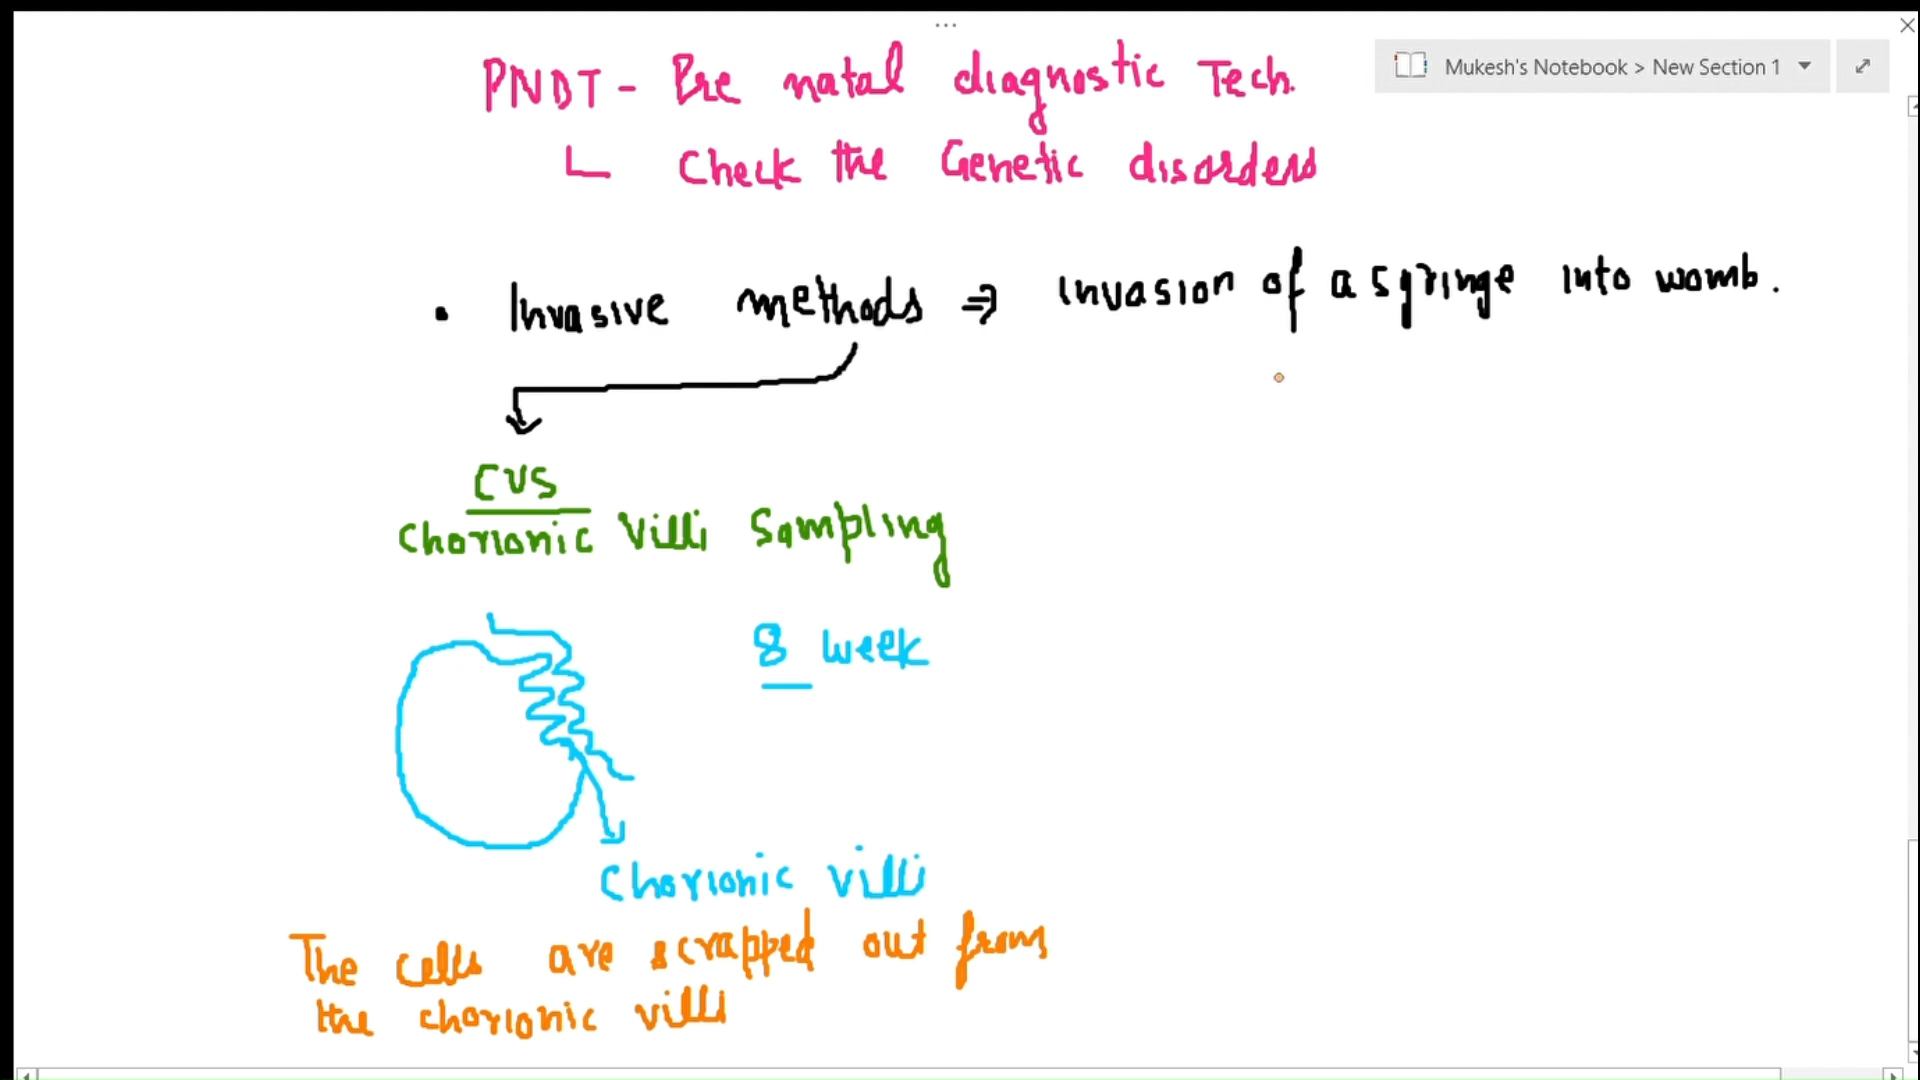 ...
Mukesh's Notebook > New Section 1
PNDT - Pre natal diagnostic Tech.
Check the Genetic disorders
• Invasive methods ⇒ invasion of a syringe into womb.
CVS
Chorionic Villi Sampling
8 week
Chorionic villi
The cells are scrapped out from
the chorionic villi